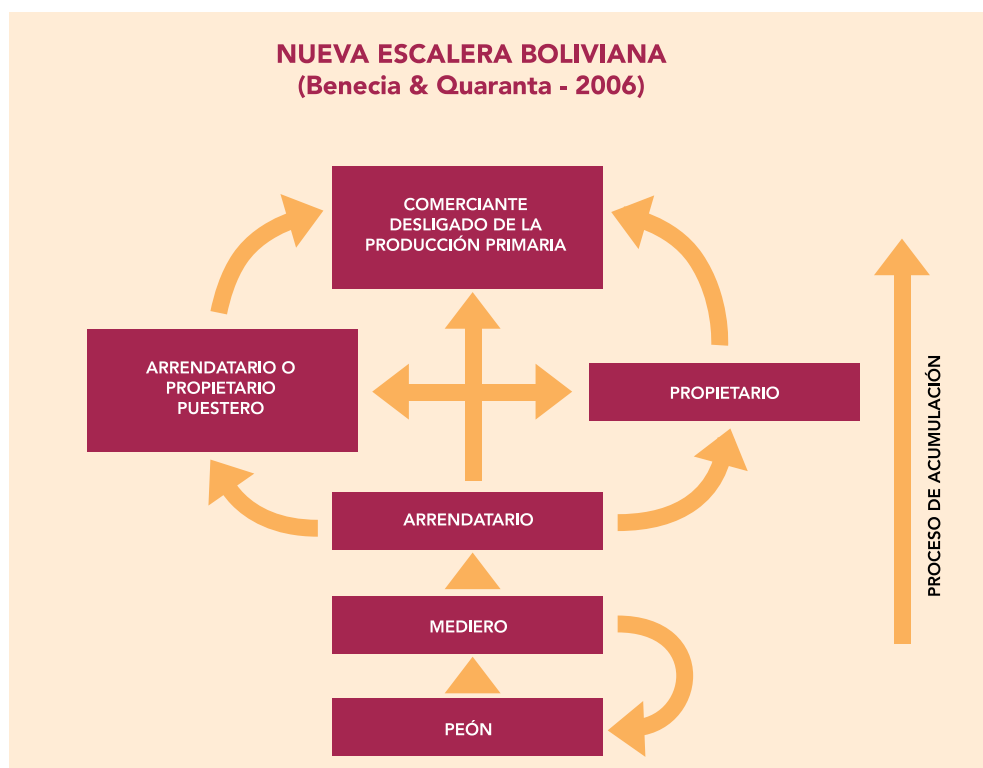 NUEVA ESCALERA BOLIVIANA
(Benecia & Quaranta - 2006)
COMERCIANTE
DESLIGADO DE LA
PRODUCCIÓN PRIMARIA
ARRENDATARIO O
PROPIETARIO
PUESTERO
PROPIETARIO
ARRENDATARIO
MEDIERO
PEÓN
PROCESO DE ACUMULACIÓN